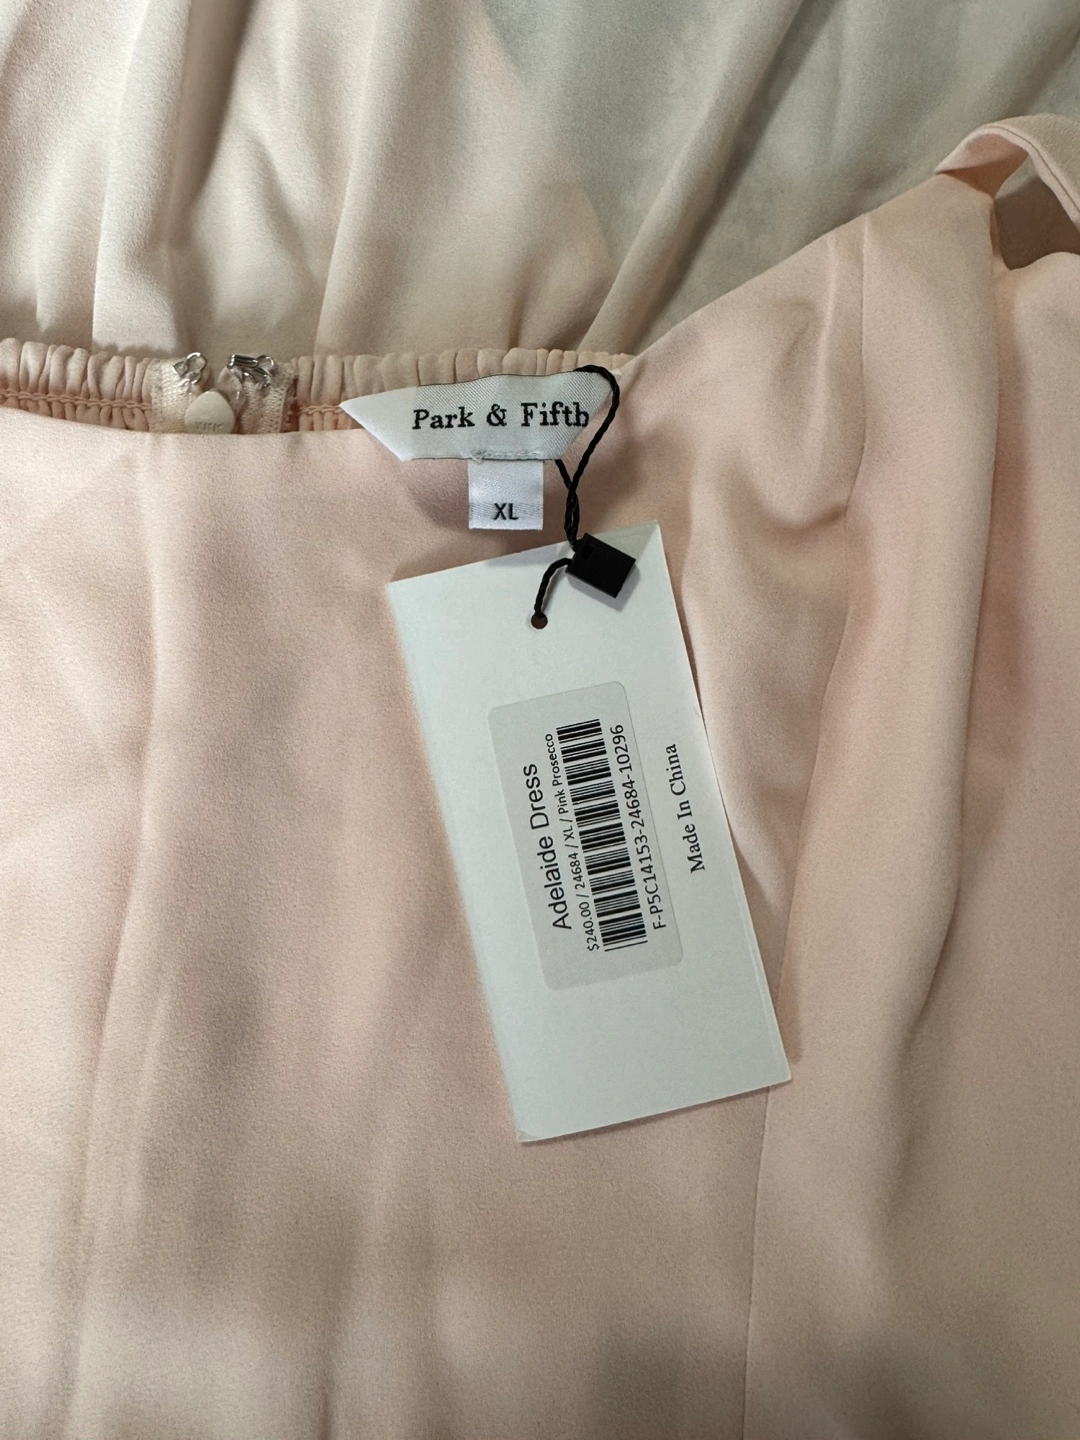 Park & Fifth
XL
Adelaide Dress
$240.00 / 24684 / XL / Pink Prosecco
F-P5C14153-24684-10296
Made In China